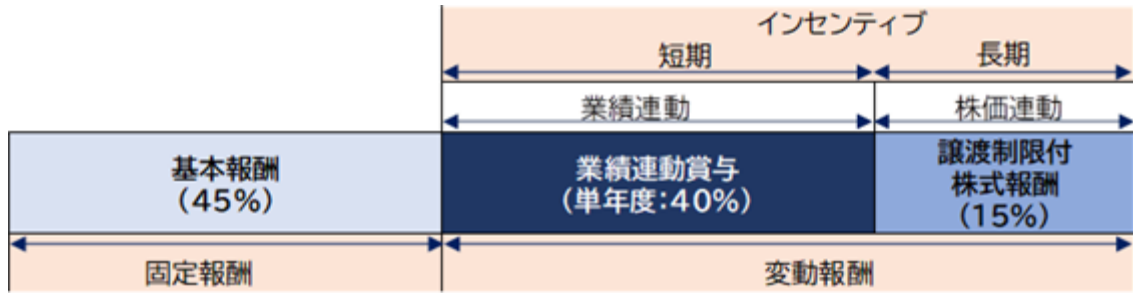 インセンティブ
短期
長期
業績連動
株価連動
基本報酬
(45%)
業績連動賞与
(単年度:40%)
譲渡制限付
株式報酬
(15%)
固定報酬
変動報酬